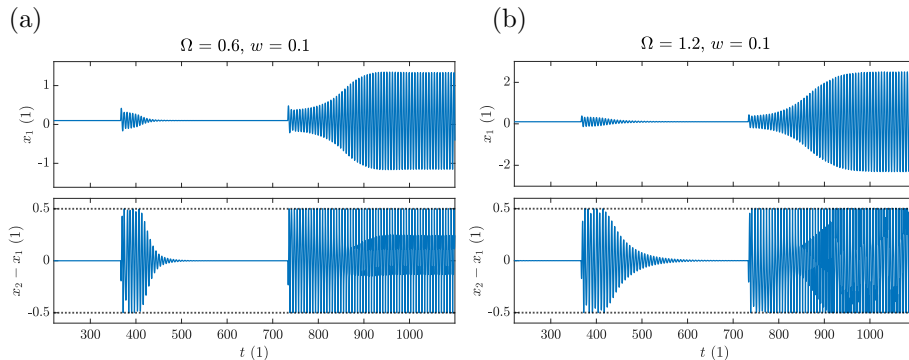 (a)
Ω = 0.6, w = 0.1
x₁ (1)
1
0
-1
x₂ − x₁ (1)
0.5
0
-0.5
300 400 500 600 700 800 900 1000
t (1)
(b)
Ω = 1.2, w = 0.1
x₁ (1)
2
0
-2
x₂ − x₁ (1)
0.5
0
-0.5
300 400 500 600 700 800 900 1000
t (1)